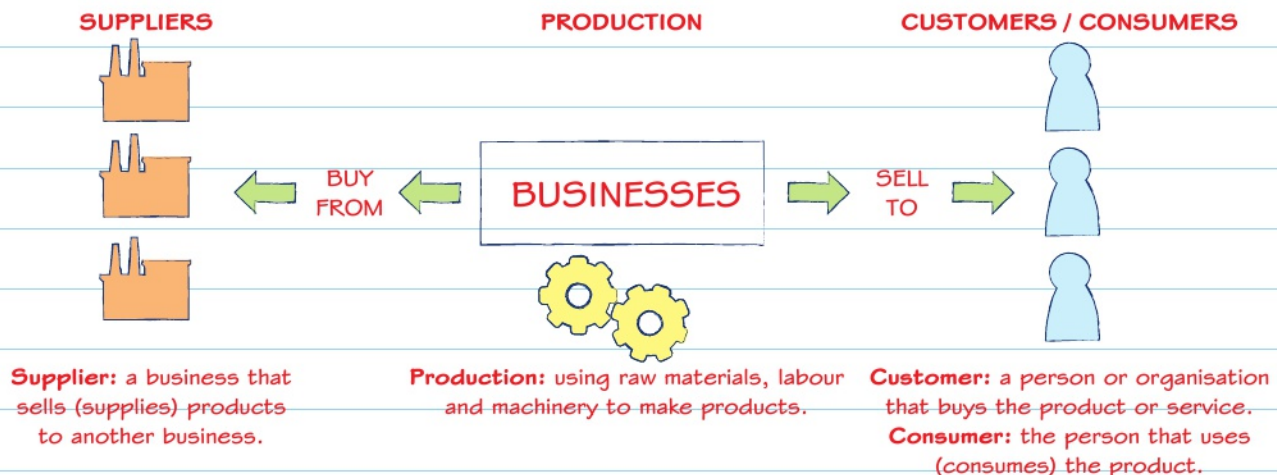 SUPPLIERS
PRODUCTION
CUSTOMERS / CONSUMERS
BUY
FROM
BUSINESSES
SELL
TO
Supplier: a business that
sells (supplies) products
to another business.
Production: using raw materials, labour
and machinery to make products.
Customer: a person or organisation
that buys the product or service.
Consumer: the person that uses
(consumes) the product.